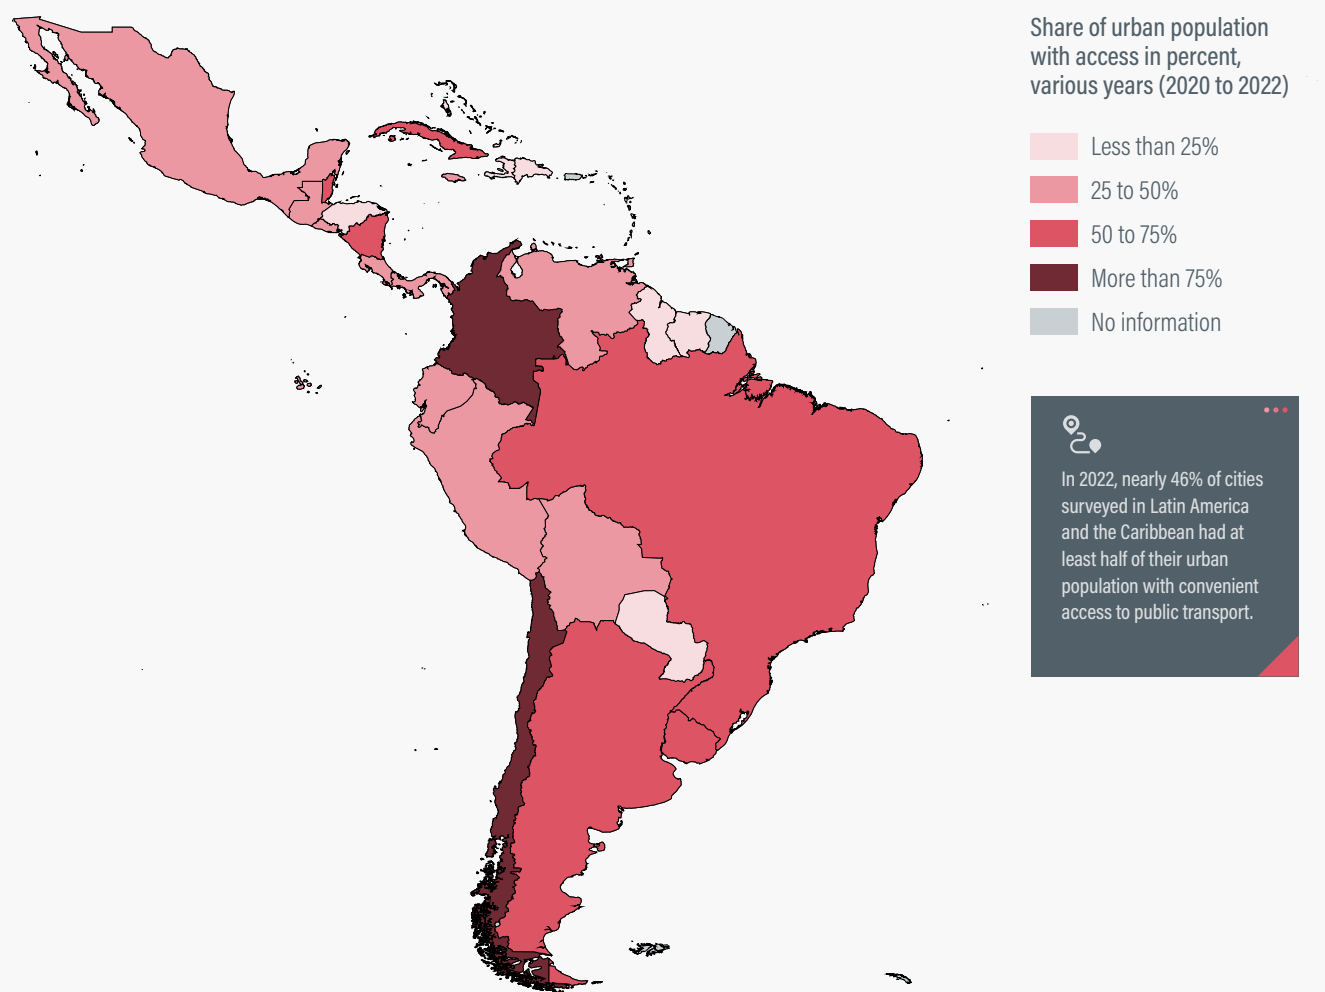 Share of urban population
with access in percent,
various years (2020 to 2022)
Less than 25%
25 to 50%
50 to 75%
More than 75%
No information
In 2022, nearly 46% of cities
surveyed in Latin America
and the Caribbean had at
least half of their urban
population with convenient
access to public transport.